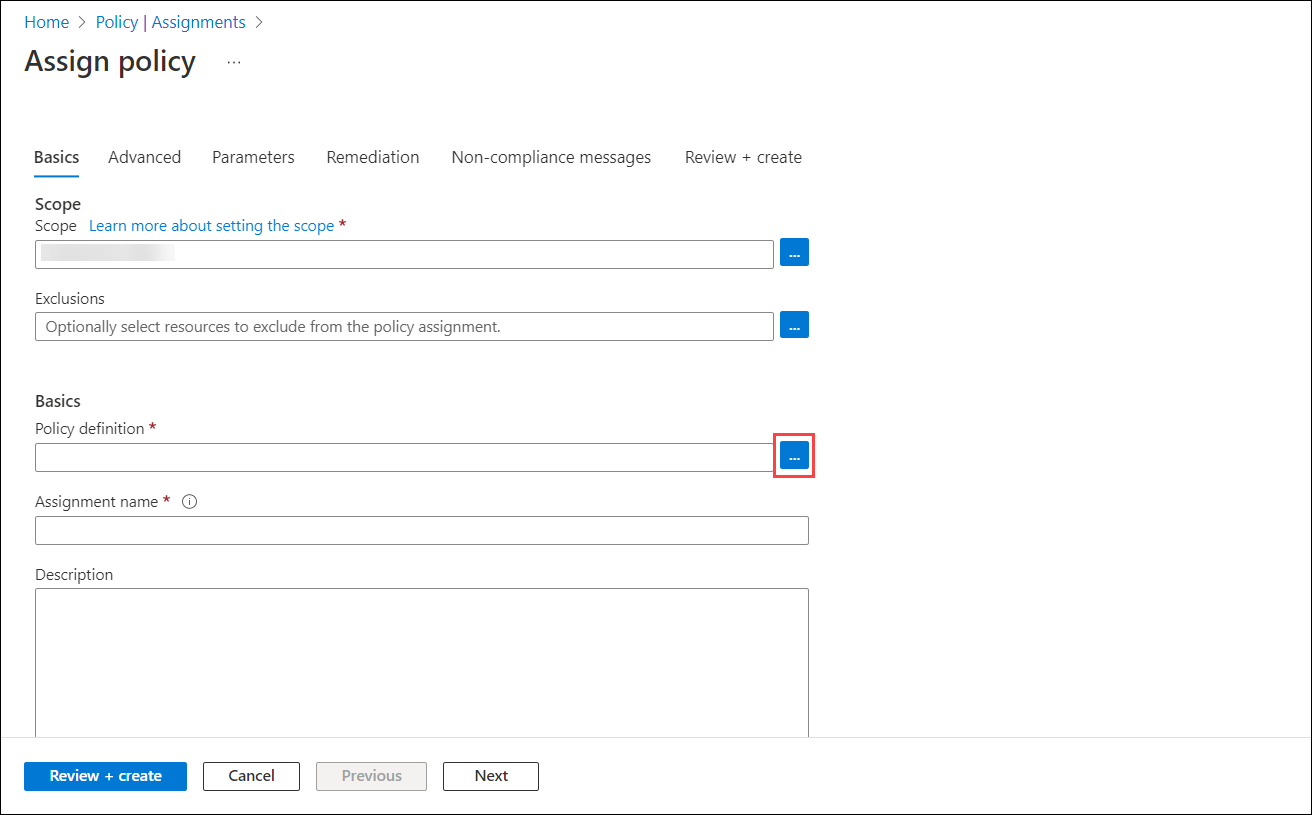 Home > Policy | Assignments >
Assign policy ...
Basics Advanced Parameters Remediation Non-compliance messages Review + create
Scope
Scope Learn more about setting the scope *
...
Exclusions
Optionally select resources to exclude from the policy assignment. ...
Basics
Policy definition *
...
Assignment name *
Description
Review + create Cancel Previous Next